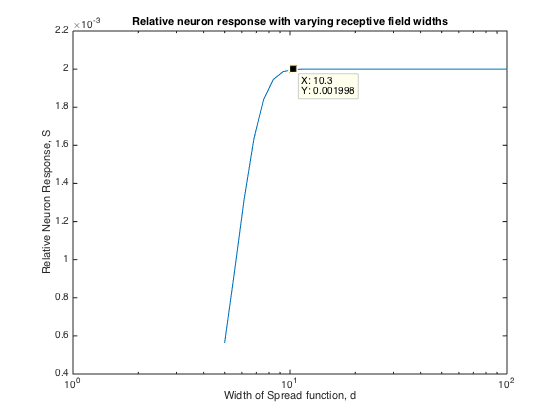 Relative neuron response with varying receptive field widths
×10⁻³
2.2
2
1.8
1.6
1.4
1.2
1
0.8
0.6
0.4
Relative Neuron Response, S
X: 10.3
Y: 0.001998
10⁰
10¹
10²
Width of Spread function, d